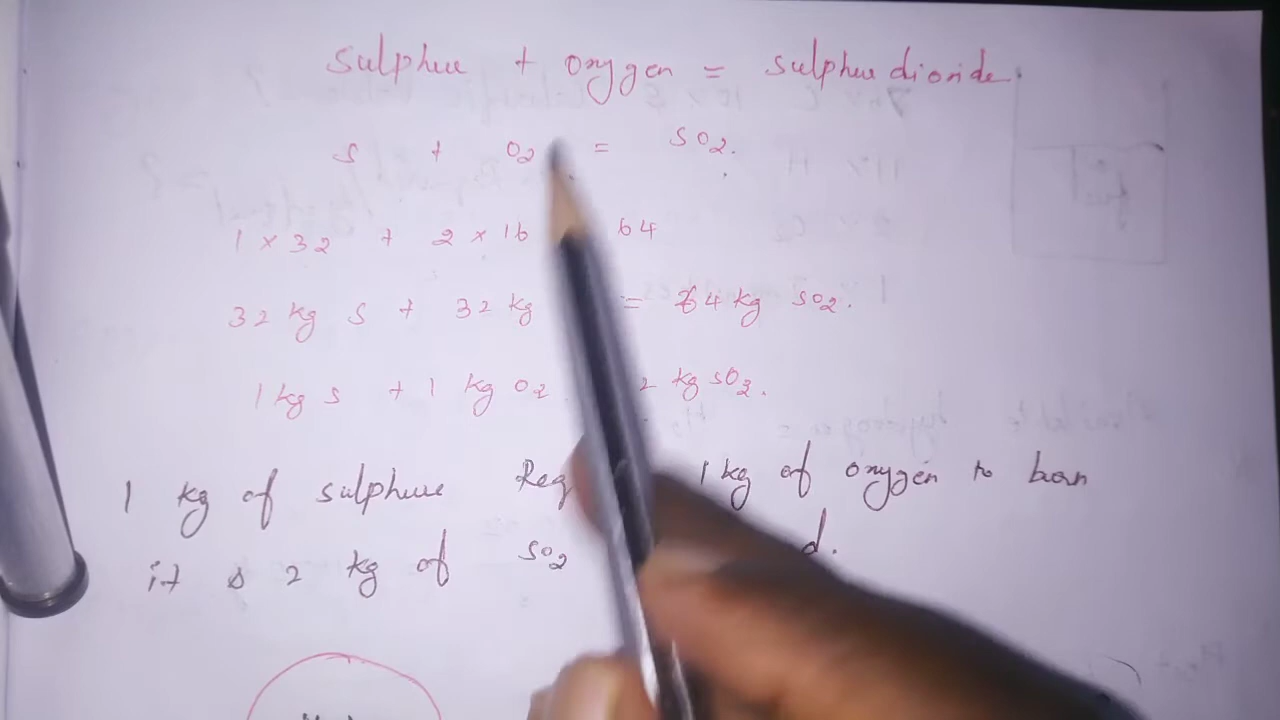 Sulphur + oxygen = sulphur dioxide.
S + O2 = SO2.
1 x 32 + 2 x 16 64
32 kg S + 32 kg = 64 kg SO2.
1 kg S + 1 kg O2 2 kg SO2.
1 kg of sulphur Req 1 kg of oxygen to burn
it & 2 kg of SO2 d.